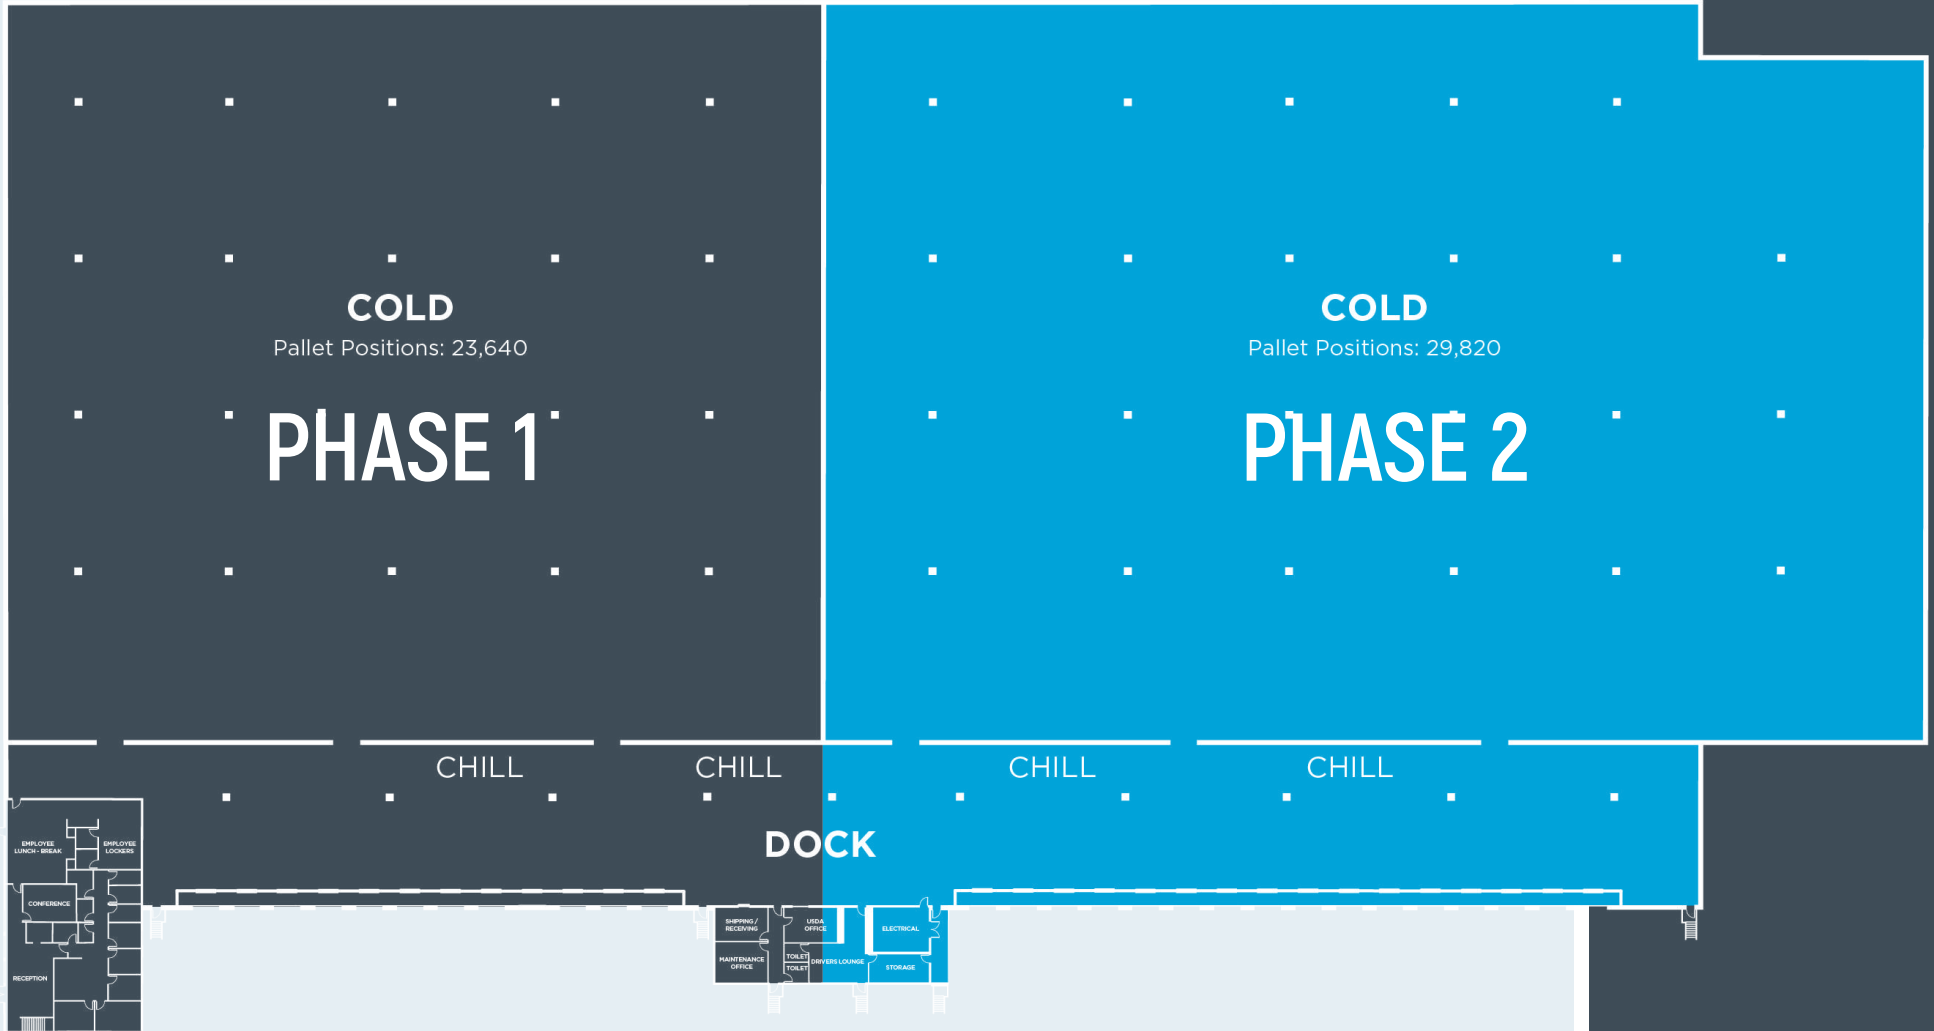 COLD
Pallet Positions: 23,640
PHASE 1
COLD
Pallet Positions: 29,820
PHASE 2
CHILL
CHILL
CHILL
CHILL
DOCK
EMPLOYEE
LUNCH - BREAK
EMPLOYEE
LOCKERS
CONFERENCE
RECEPTION
SHIPPING /
RECEIVING
MAINTENANCE
OFFICE
USDA
OFFICE
TOILET
TOILET
DRIVERS LOUNGE
ELECTRICAL
STORAGE